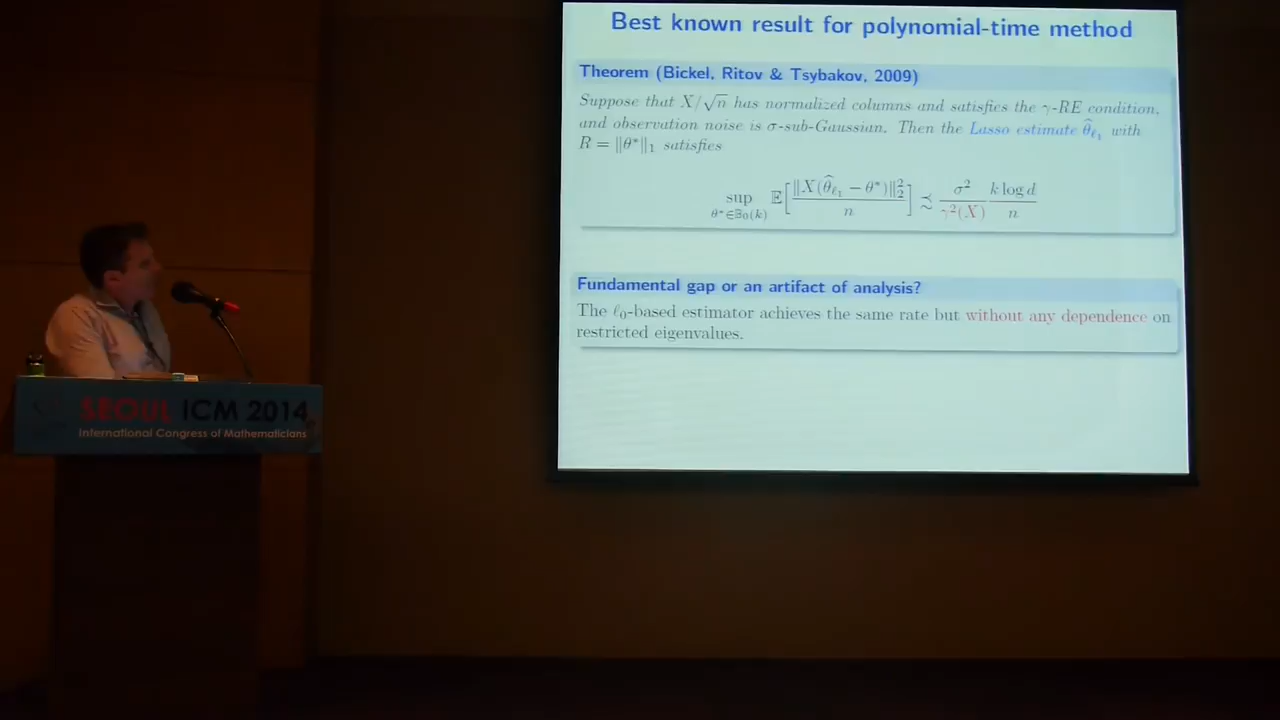 Best known result for polynomial-time method
Theorem (Bickel, Ritov & Tsybakov, 2009)
Suppose that X/√n has normalized columns and satisfies the γ-RE condition,
and observation noise is σ-sub-Gaussian. Then the Lasso estimate θ̂_ℓ₁ with
R = ‖θ*‖₁ satisfies
sup_{θ*∈𝔹₀(k)} 𝔼[‖X(θ̂_ℓ₁ − θ*)‖₂² / n] ≾ σ²/γ²(X) k log d/n
Fundamental gap or an artifact of analysis?
The ℓ₀-based estimator achieves the same rate but without any dependence on
restricted eigenvalues.
SEOUL ICM 2014
International Congress of Mathematicians